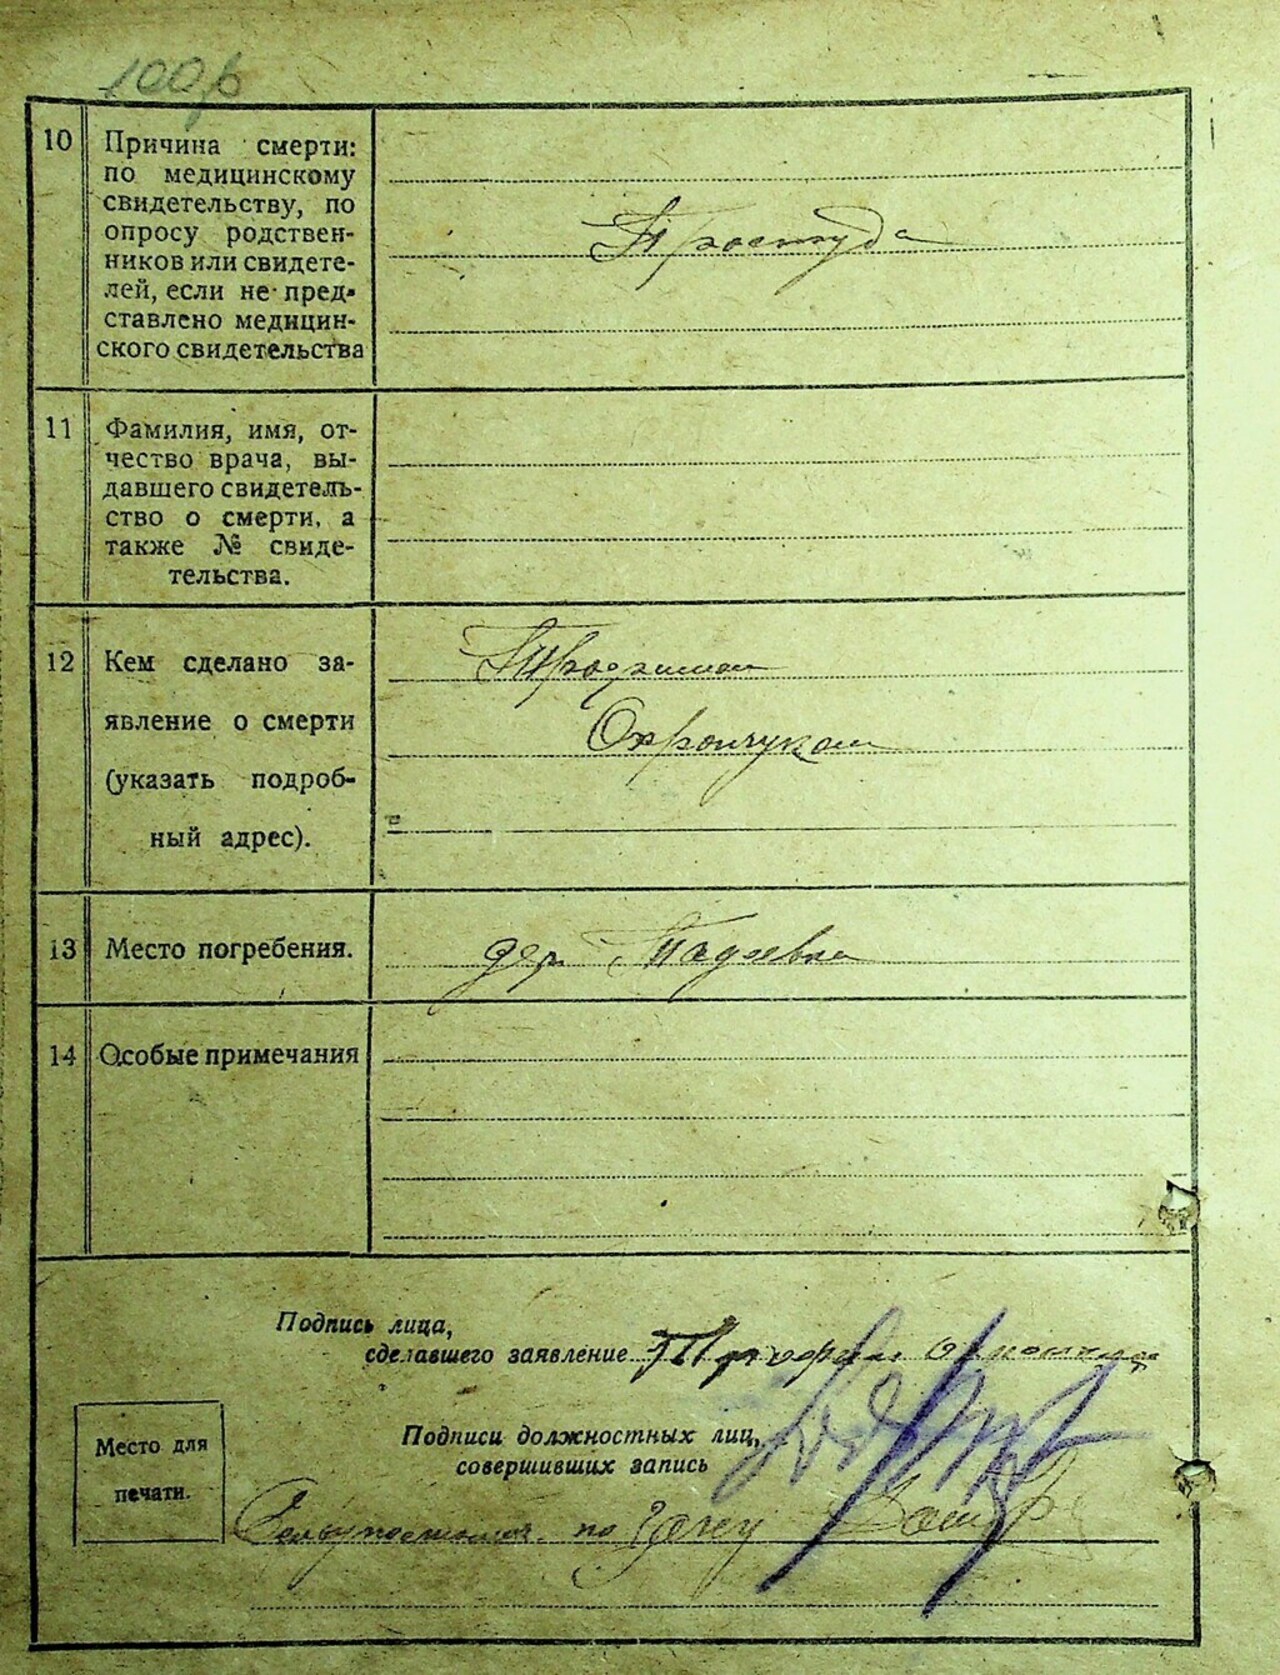 10 Причина смерти:
по медицинскому
свидетельству, по
опросу родствен-
ников или свидете-
лей, если не пред-
ставлено медицин-
ского свидетельства
Простуда
11 Фамилия, имя, от-
чество врача, вы-
давшего свидетель-
ство о смерти, а
также № свиде-
тельства.
12 Кем сделано за-
явление о смерти
(указать подроб-
ный адрес).
13 Место погребения.
дер
14 Особые примечания
Подпись лица,
сделавшего заявление
Подписи должностных лиц,
совершивших запись
Место для
печати.
по Загсу